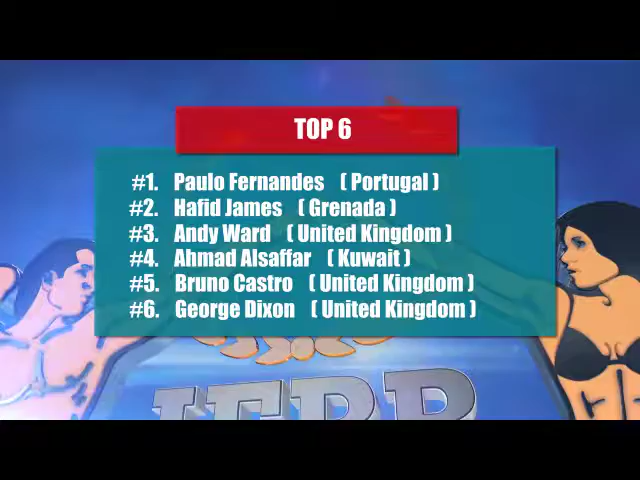 TOP 6
#1. Paulo Fernandes ( Portugal )
#2. Hafid James ( Grenada )
#3. Andy Ward ( United Kingdom )
#4. Ahmad Alsaffar ( Kuwait )
#5. Bruno Castro ( United Kingdom )
#6. George Dixon ( United Kingdom )
IFBB